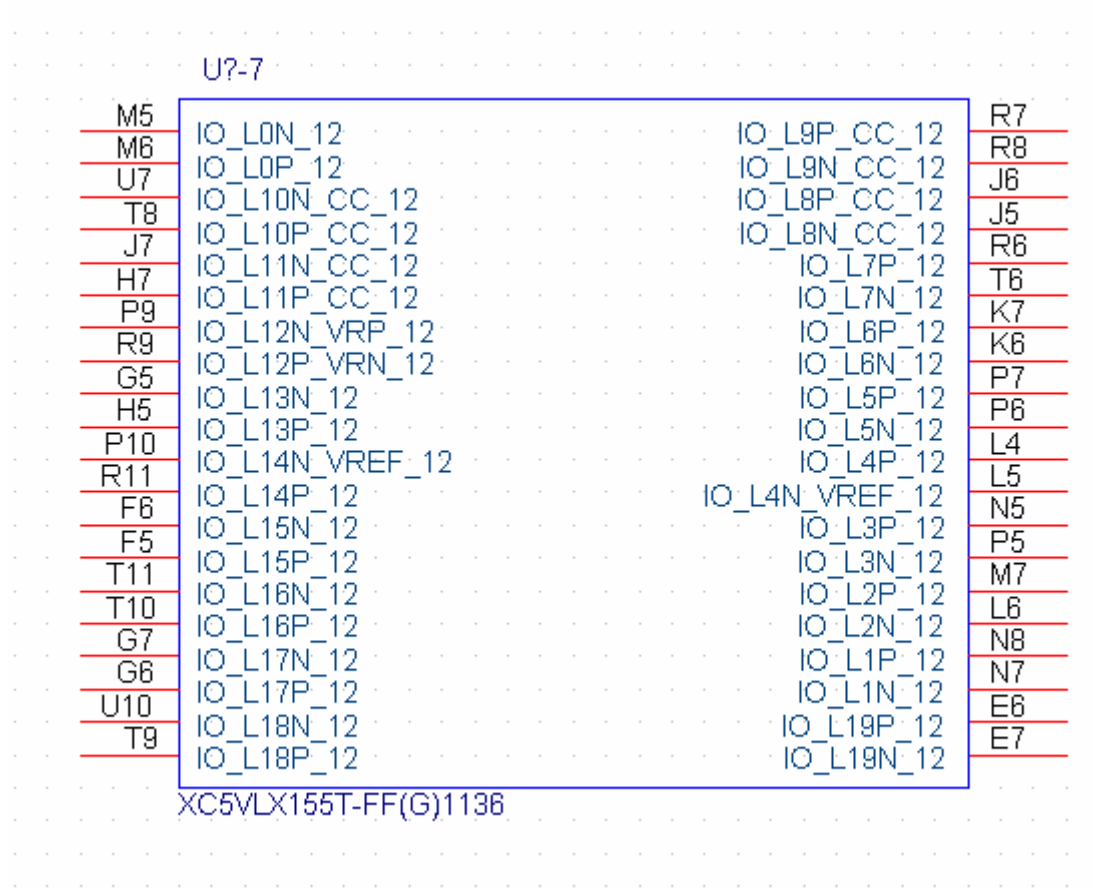 U?-7
M5 IO_L0N_12 IO_L9P_CC_12 R7
M6 IO_L0P_12 IO_L9N_CC_12 R8
U7 IO_L10N_CC_12 IO_L8P_CC_12 J6
T8 IO_L10P_CC_12 IO_L8N_CC_12 J5
J7 IO_L11N_CC_12 IO_L7P_12 R6
H7 IO_L11P_CC_12 IO_L7N_12 T6
P9 IO_L12N_VRP_12 IO_L6P_12 K7
R9 IO_L12P_VRN_12 IO_L6N_12 K6
G5 IO_L13N_12 IO_L5P_12 P7
H5 IO_L13P_12 IO_L5N_12 P6
P10 IO_L14N_VREF_12 IO_L4P_12 L4
R11 IO_L14P_12 IO_L4N_VREF_12 L5
F6 IO_L15N_12 IO_L3P_12 N5
F5 IO_L15P_12 IO_L3N_12 P5
T11 IO_L16N_12 IO_L2P_12 M7
T10 IO_L16P_12 IO_L2N_12 L6
G7 IO_L17N_12 IO_L1P_12 N8
G6 IO_L17P_12 IO_L1N_12 N7
U10 IO_L18N_12 IO_L19P_12 E6
T9 IO_L18P_12 IO_L19N_12 E7
XC5VLX155T-FF(G)1136